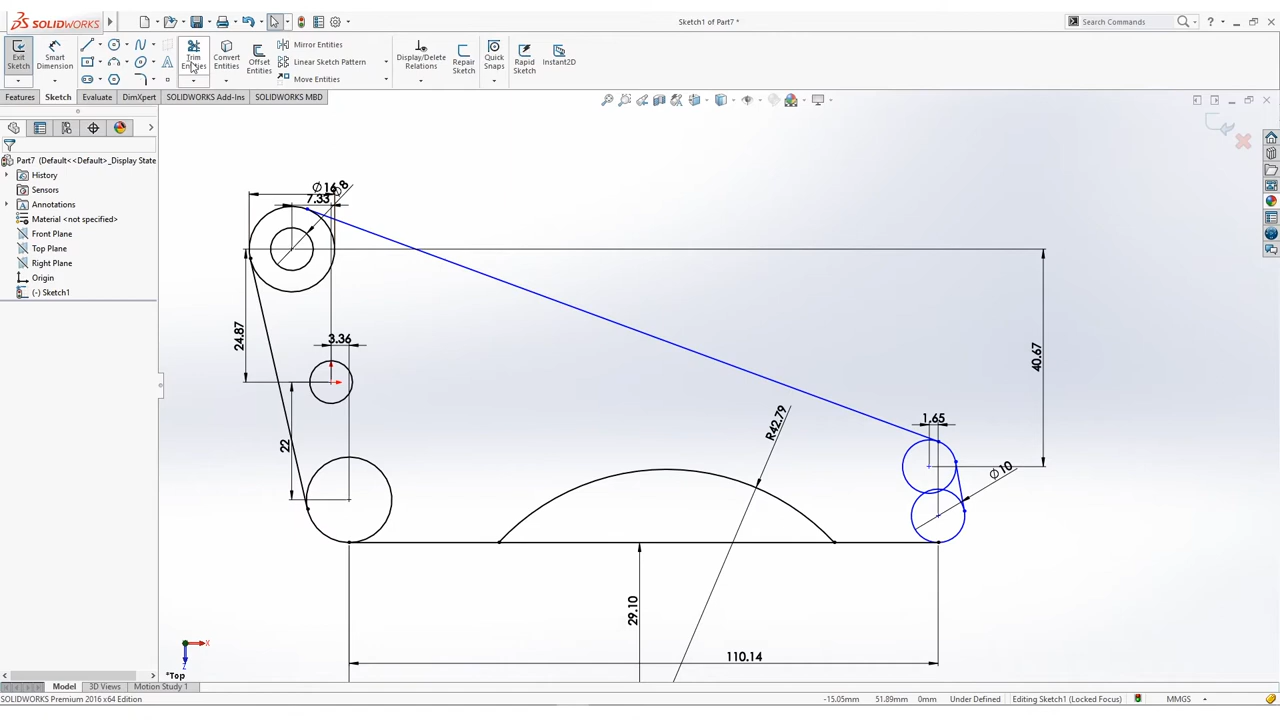 SOLIDWORKS
Sketch1 of Part7 *
Search Commands
Exit Sketch
Smart Dimension
Trim Entities
Convert Entities
Offset Entities
Mirror Entities
Linear Sketch Pattern
Move Entities
Display/Delete Relations
Repair Sketch
Quick Snaps
Rapid Sketch
Instant2D
Features
Sketch
Evaluate
DimXpert
SOLIDWORKS Add-Ins
SOLIDWORKS MBD
Part7 (Default<<Default>_Display State
History
Sensors
Annotations
Material <not specified>
Front Plane
Top Plane
Right Plane
Origin
(-) Sketch1
Ø16
Ø8
7.33
24.87
3.36
22
R42.79
1.65
40.67
Ø10
29.10
110.14
X
Z
*Top
Model
3D Views
Motion Study 1
SOLIDWORKS Premium 2016 x64 Edition
-15.05mm
51.89mm
0mm
Under Defined
Editing Sketch1 (Locked Focus)
MMGS